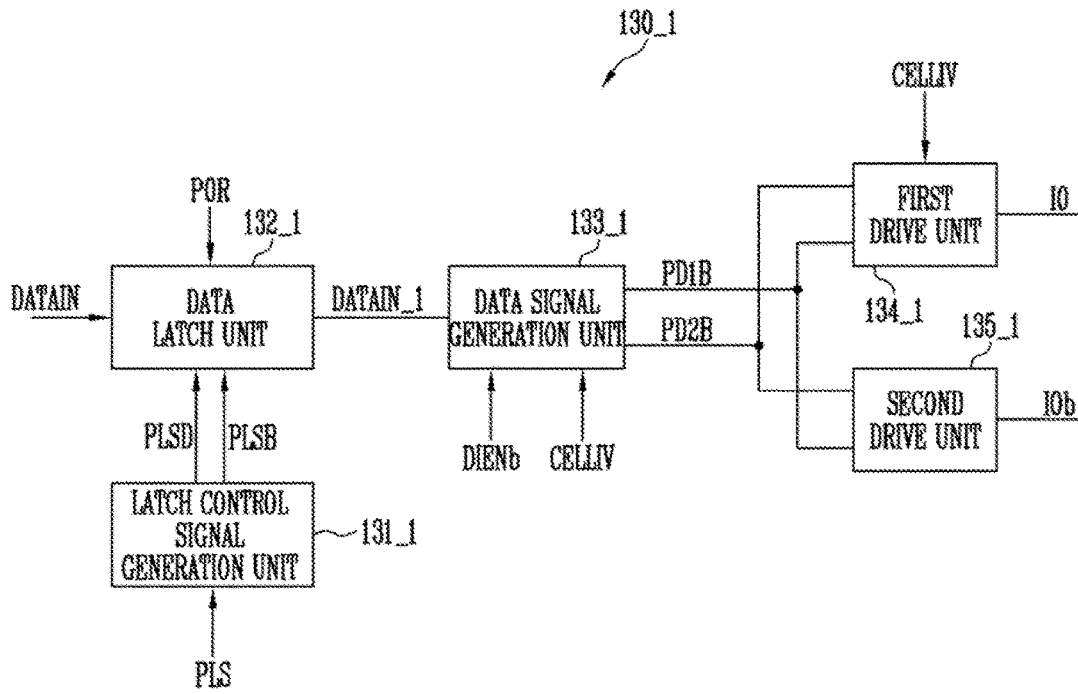 130_1
CELLIV
POR
132_1
133_1
FIRST
DRIVE UNIT
IO
134_1
DATAIN
DATA
LATCH UNIT
DATAIN_1
DATA SIGNAL
GENERATION UNIT
PD1B
PD2B
135_1
SECOND
DRIVE UNIT
IOb
PLSD
PLSB
DIENb
CELLIV
LATCH CONTROL
SIGNAL
GENERATION UNIT
131_1
PLS